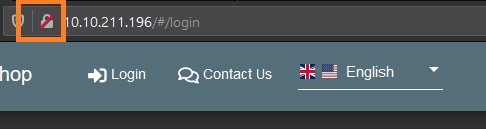 10.10.211.196/#/login
hop Login Contact Us English